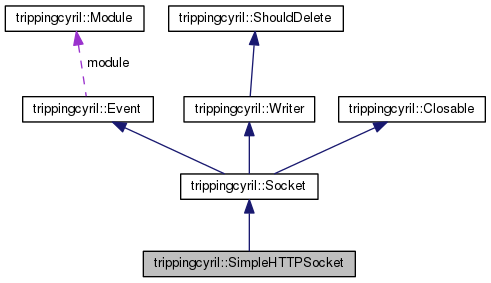 trippingcyril::Module
trippingcyril::ShouldDelete
module
trippingcyril::Event
trippingcyril::Writer
trippingcyril::Closable
trippingcyril::Socket
trippingcyril::SimpleHTTPSocket